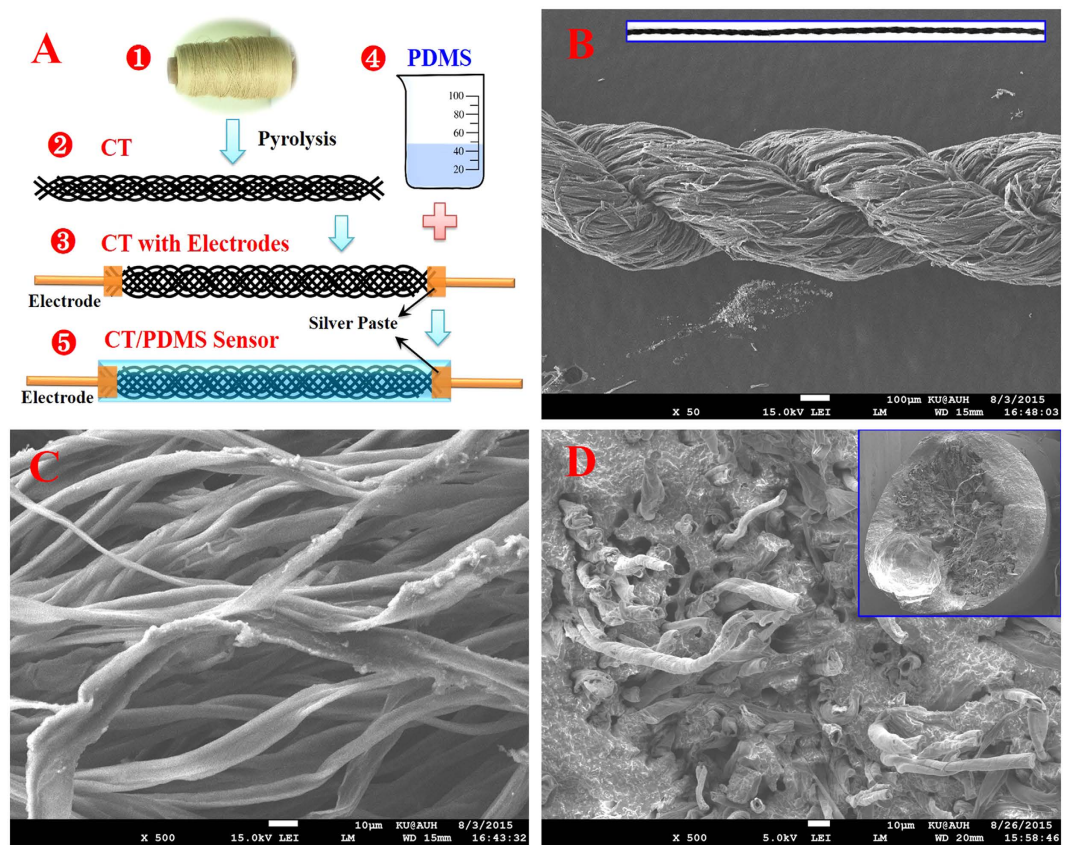 A
❶
❹ PDMS
100
80
60
40
20
Pyrolysis
❷ CT
❸ CT with Electrodes
Electrode
Silver Paste
❺ CT/PDMS Sensor
Electrode
B
100μm KU@AUH 8/3/2015
X 50 15.0kV LEI LM WD 15mm 16:48:03
C
10μm KU@AUH 8/3/2015
X 500 15.0kV LEI LM WD 15mm 16:43:32
D
10μm KU@AUH 8/26/2015
X 500 5.0kV LEI LM WD 20mm 15:58:46